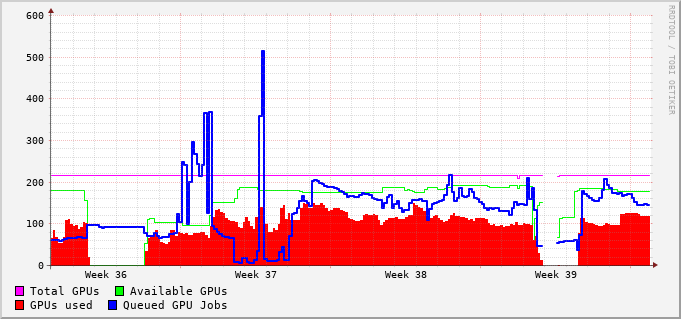 600
500
400
300
200
100
0
Week 36 Week 37 Week 38 Week 39
Total GPUs Available GPUs
GPUs used Queued GPU Jobs
RRDTOOL / TOBI OETIKER